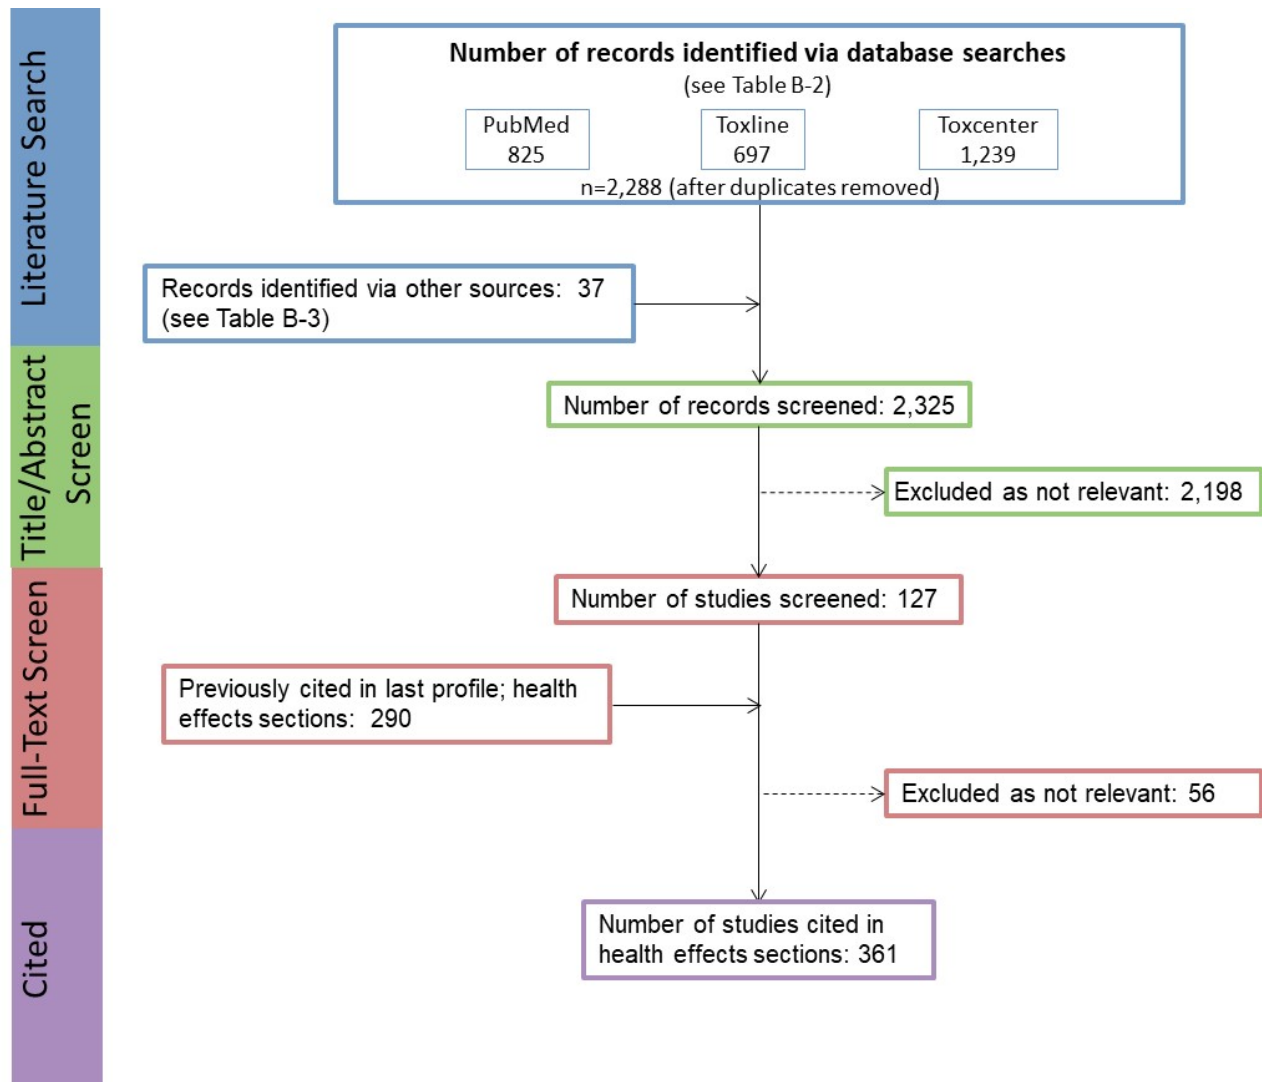 Literature Search
Number of records identified via database searches
(see Table B-2)
PubMed
825
Toxline
697
Toxcenter
1,239
n=2,288 (after duplicates removed)
Records identified via other sources: 37
(see Table B-3)
Title/Abstract
Screen
Number of records screened: 2,325
Excluded as not relevant: 2,198
Full-Text Screen
Number of studies screened: 127
Previously cited in last profile; health
effects sections: 290
Excluded as not relevant: 56
Cited
Number of studies cited in
health effects sections: 361